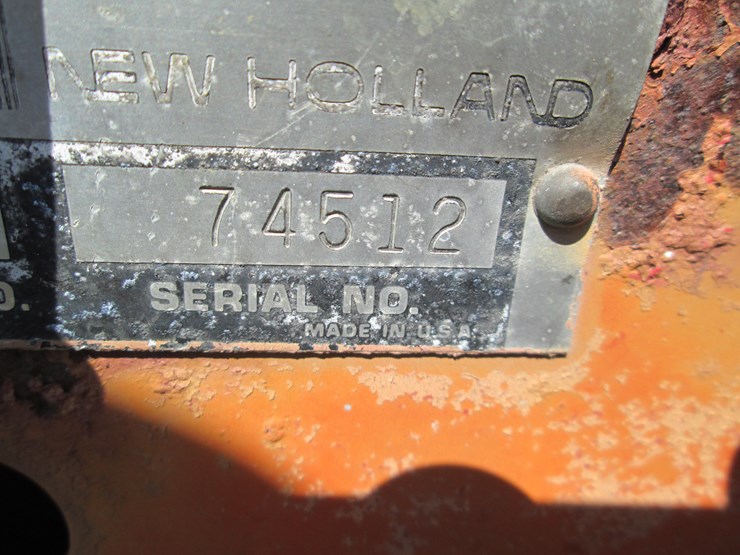 NEW HOLLAND
74512
O. SERIAL NO.
MADE IN U.S.A.